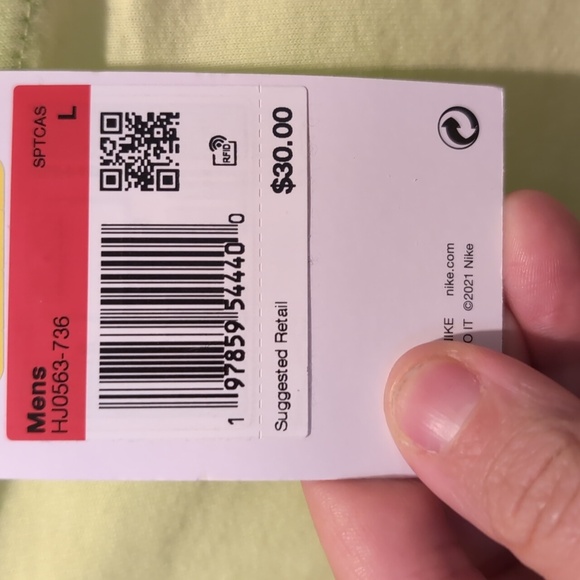 SPTCAS
L
Mens
HJ0563-736
RFID
1 97859 54440 0
Suggested Retail
$30.00
nike.com
©2021 Nike